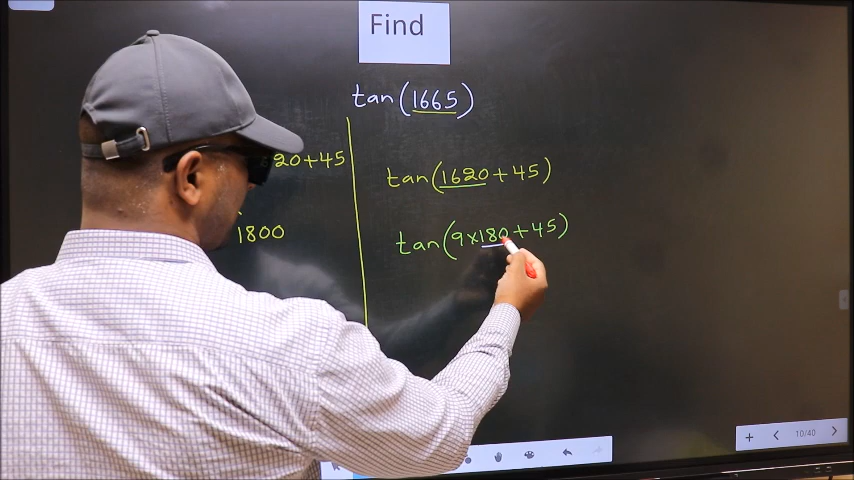 Find
tan(1665)
20+45
1800
tan(1620+45)
tan(9×180+45)
10/40